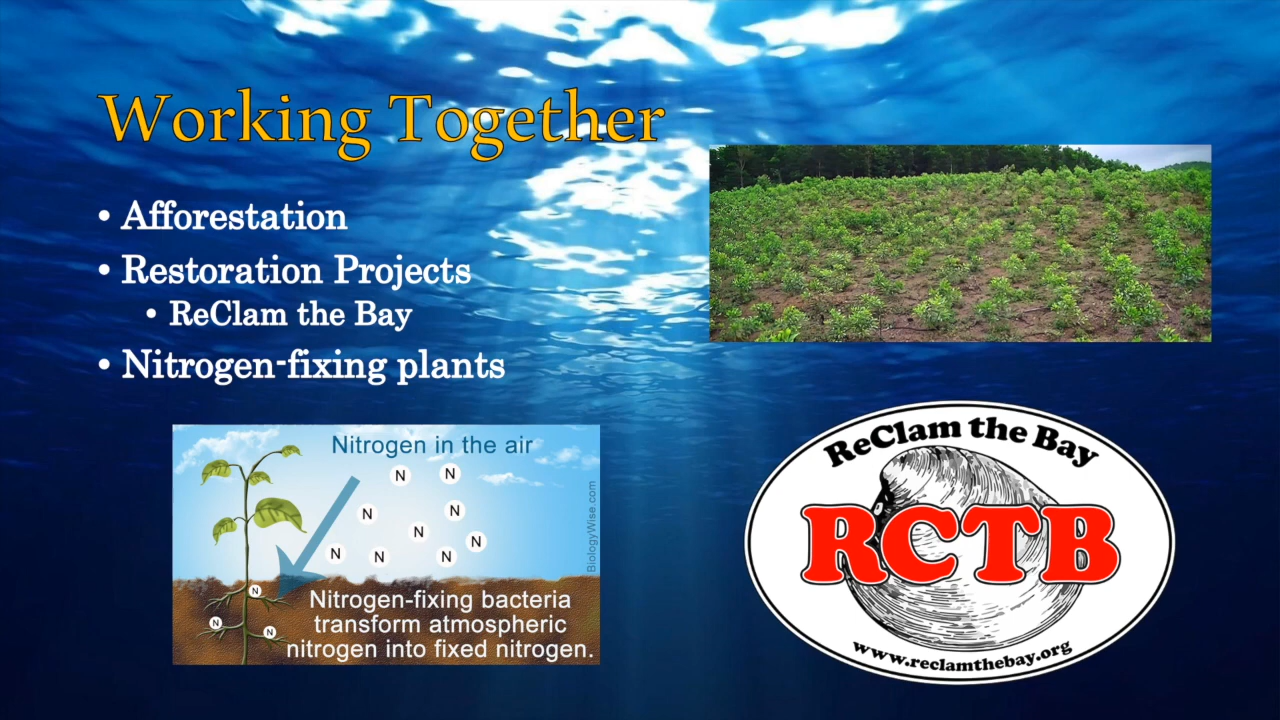 Working Together
• Afforestation
• Restoration Projects
• ReClam the Bay
• Nitrogen-fixing plants
Nitrogen in the air
N N
N N
N N
N N N
BiologyWise.com
N
N N
Nitrogen-fixing bacteria
transform atmospheric
nitrogen into fixed nitrogen.
ReClam the Bay
RCTB
www.reclamthebay.org